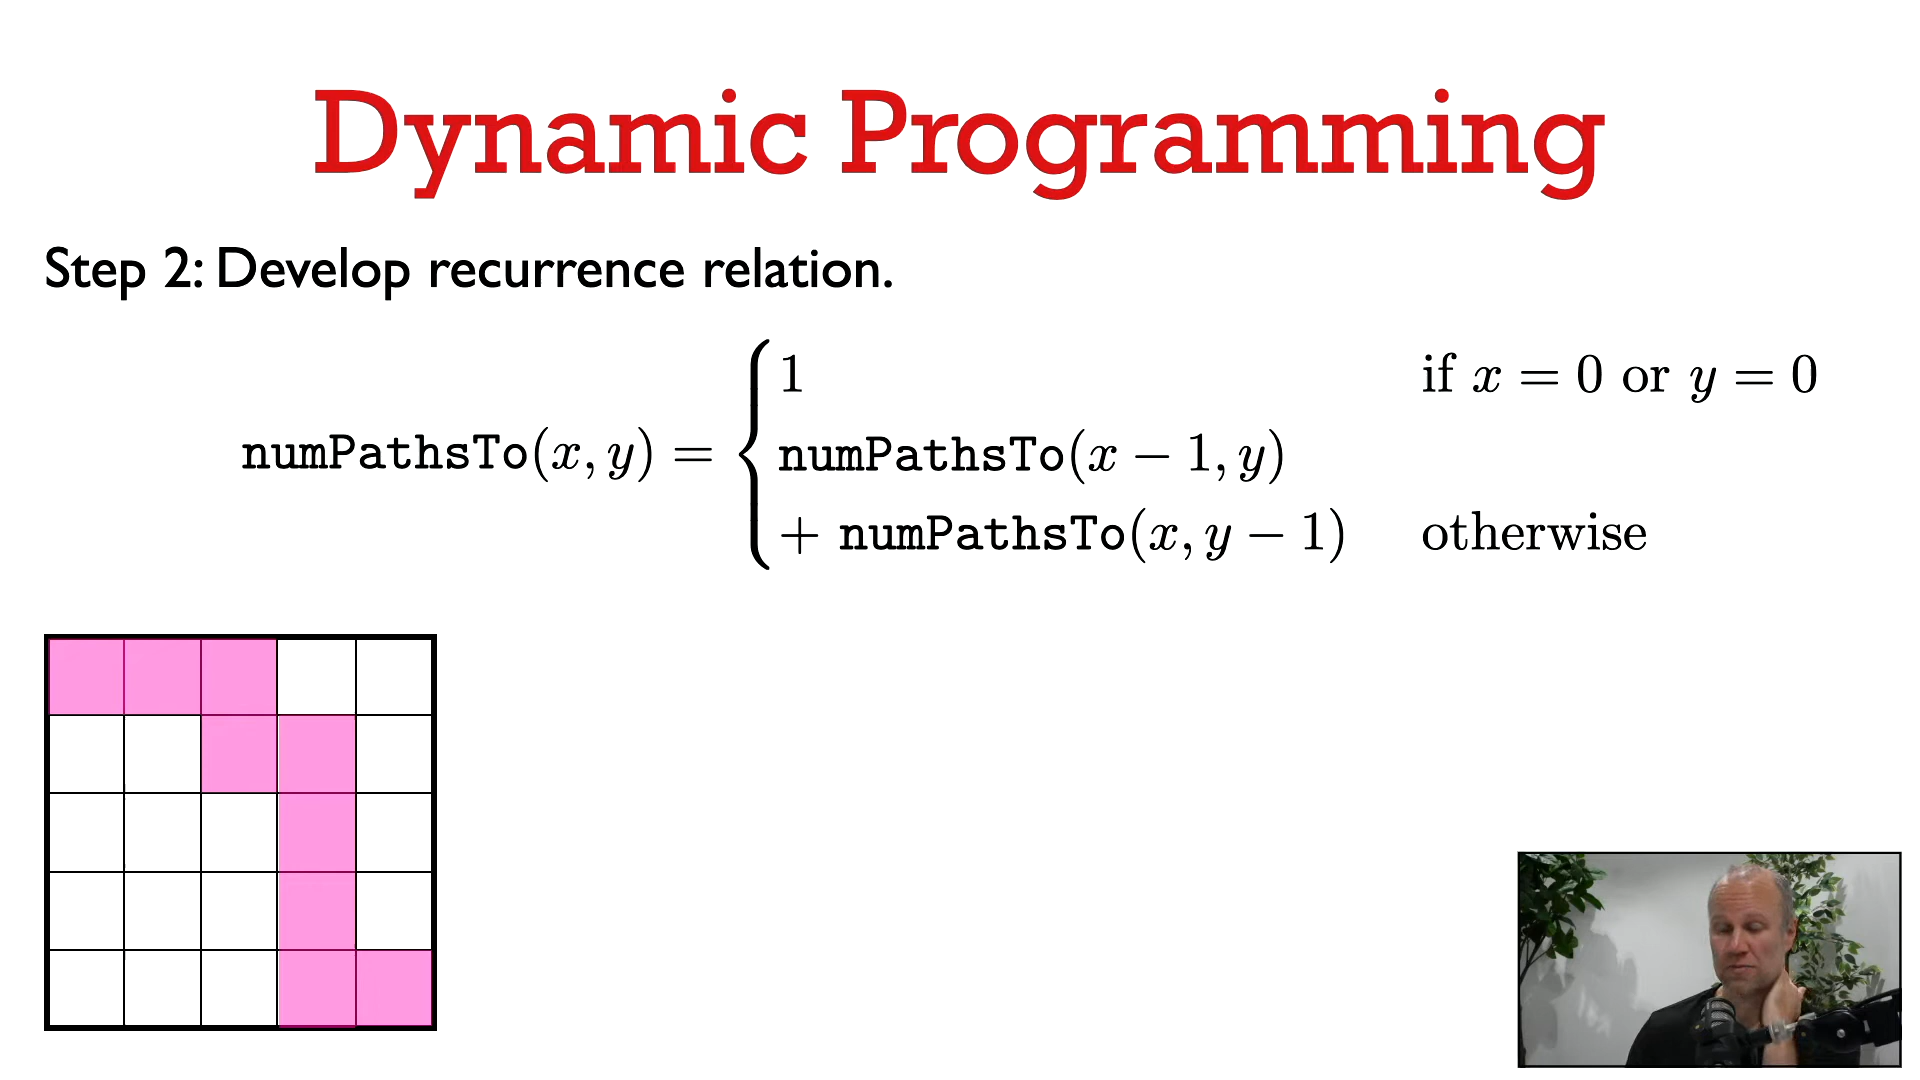 Dynamic Programming
Step 2: Develop recurrence relation.
1 if x = 0 or y = 0
numPathsTo(x, y) = { numPathsTo(x − 1, y)
+ numPathsTo(x, y − 1) otherwise